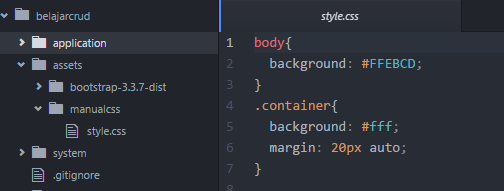 belajarcrud
application
assets
bootstrap-3.3.7-dist
manualcss
style.css
system
.gitignore
style.css
1 body{
2 background: #FFEBCD;
3 }
4 .container{
5 background: #fff;
6 margin: 20px auto;
7 }
8